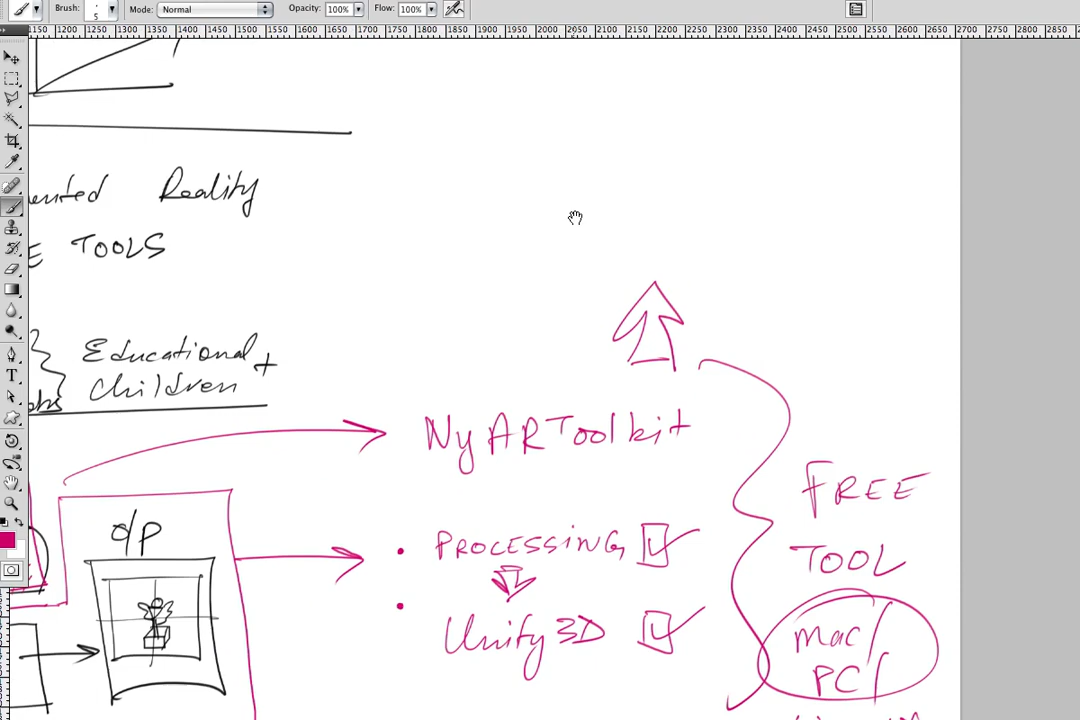 Brush: 5 Mode: Normal Opacity: 100% Flow: 100%
1150 1200 1250 1300 1350 1400 1450 1500 1550 1600 1650 1700 1750 1800 1850 1900 1950 2000 2050 2100 2150 2200 2250 2300 2350 2400 2450 2500 2550 2600 2650 2700 2750 2800
ented Reality
E TOOLS
Educational +
Children
NyARToolkit
FREE
O/P
• PROCESSING
TOOL
• Unity3D
mac/
PC/